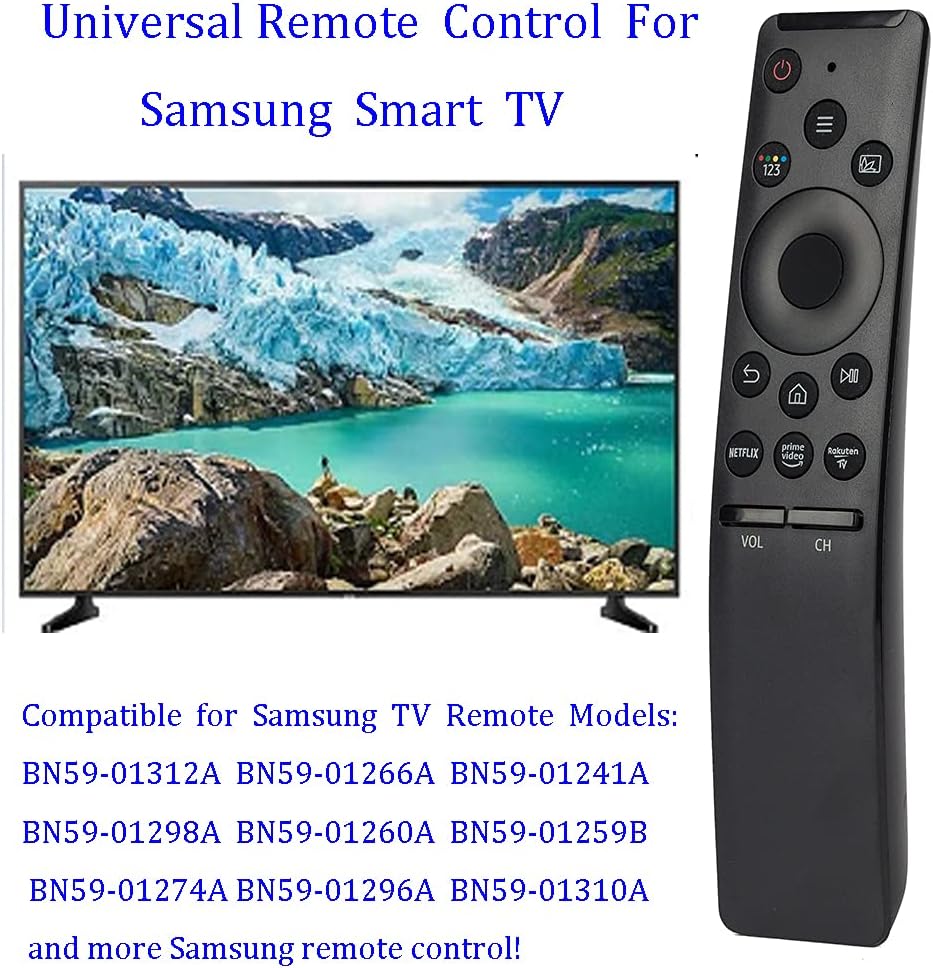 Universal Remote Control For
Samsung Smart TV
123
NETFLIX
prime
video
Rakuten
TV
VOL CH
Compatible for Samsung TV Remote Models:
BN59-01312A BN59-01266A BN59-01241A
BN59-01298A BN59-01260A BN59-01259B
BN59-01274A BN59-01296A BN59-01310A
and more Samsung remote control!